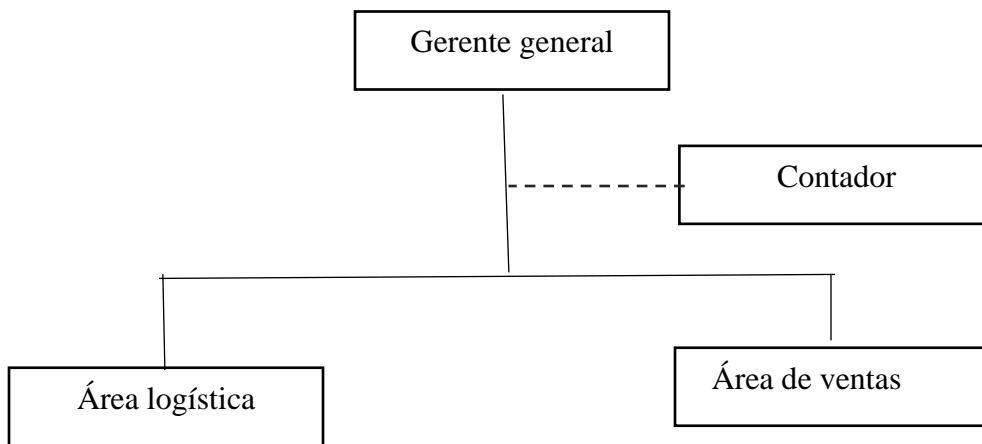 Gerente general
Contador
Área logística
Área de ventas